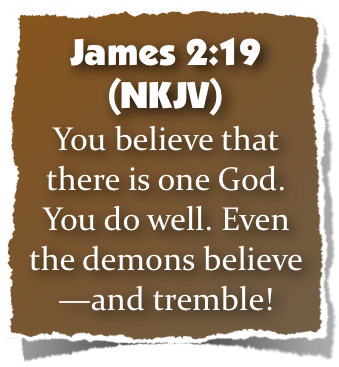 James 2:19
(NKJV)
You believe that
there is one God.
You do well. Even
the demons believe
—and tremble!